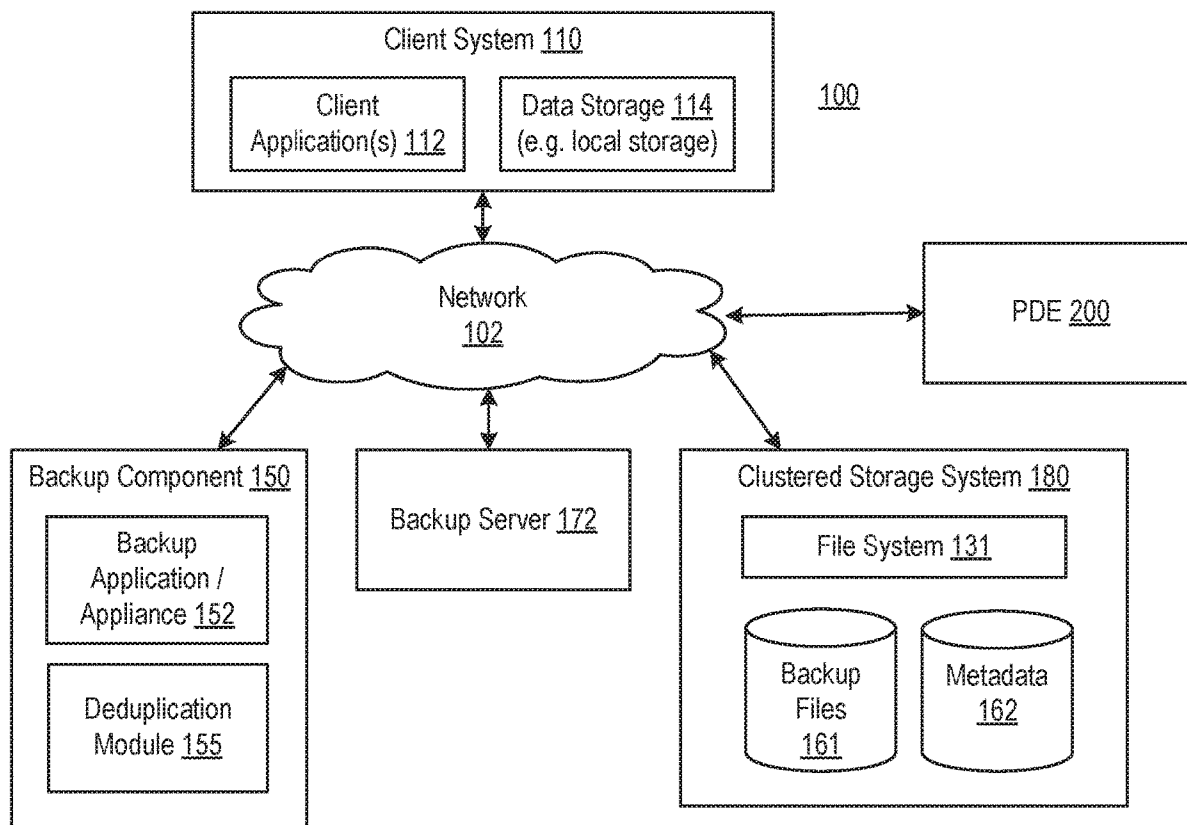 Client System 110
Client
Application(s) 112
Data Storage 114
(e.g. local storage)
100
Network
102
PDE 200
Backup Component 150
Backup
Application /
Appliance 152
Deduplication
Module 155
Backup Server 172
Clustered Storage System 180
File System 131
Backup
Files
161
Metadata
162